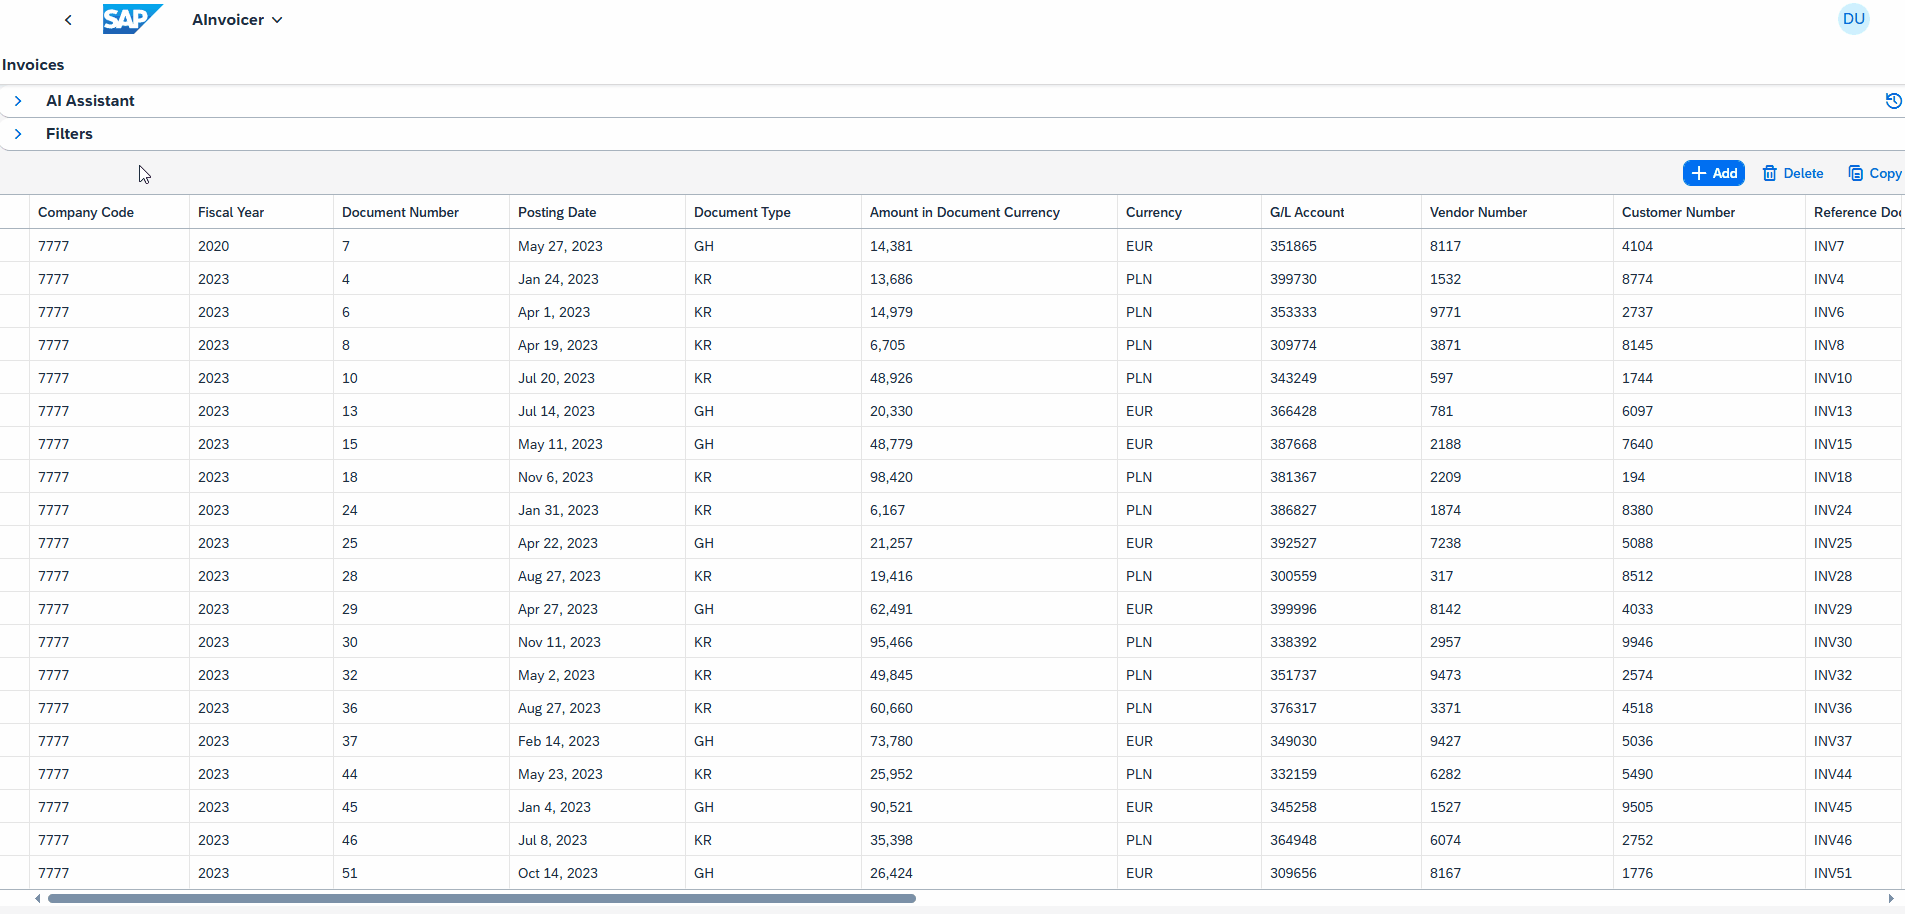 SAP AInvoicer DU
Invoices
AI Assistant
Filters
Add Delete Copy
Company Code Fiscal Year Document Number Posting Date Document Type Amount in Document Currency Currency G/L Account Vendor Number Customer Number Reference Do
7777 2020 7 May 27, 2023 GH 14,381 EUR 351865 8117 4104 INV7
7777 2023 4 Jan 24, 2023 KR 13,686 PLN 399730 1532 8774 INV4
7777 2023 6 Apr 1, 2023 KR 14,979 PLN 353333 9771 2737 INV6
7777 2023 8 Apr 19, 2023 KR 6,705 PLN 309774 3871 8145 INV8
7777 2023 10 Jul 20, 2023 KR 48,926 PLN 343249 597 1744 INV10
7777 2023 13 Jul 14, 2023 GH 20,330 EUR 366428 781 6097 INV13
7777 2023 15 May 11, 2023 GH 48,779 EUR 387668 2188 7640 INV15
7777 2023 18 Nov 6, 2023 KR 98,420 PLN 381367 2209 194 INV18
7777 2023 24 Jan 31, 2023 KR 6,167 PLN 386827 1874 8380 INV24
7777 2023 25 Apr 22, 2023 GH 21,257 EUR 392527 7238 5088 INV25
7777 2023 28 Aug 27, 2023 KR 19,416 PLN 300559 317 8512 INV28
7777 2023 29 Apr 27, 2023 GH 62,491 EUR 399996 8142 4033 INV29
7777 2023 30 Nov 11, 2023 KR 95,466 PLN 338392 2957 9946 INV30
7777 2023 32 May 2, 2023 KR 49,845 PLN 351737 9473 2574 INV32
7777 2023 36 Aug 27, 2023 KR 60,660 PLN 376317 3371 4518 INV36
7777 2023 37 Feb 14, 2023 GH 73,780 EUR 349030 9427 5036 INV37
7777 2023 44 May 23, 2023 KR 25,952 PLN 332159 6282 5490 INV44
7777 2023 45 Jan 4, 2023 GH 90,521 EUR 345258 1527 9505 INV45
7777 2023 46 Jul 8, 2023 KR 35,398 PLN 364948 6074 2752 INV46
7777 2023 51 Oct 14, 2023 GH 26,424 EUR 309656 8167 1776 INV51